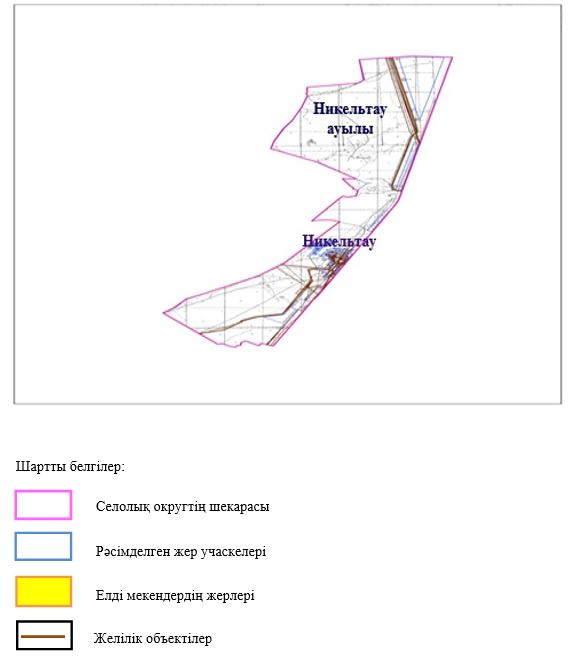 Никельтау
ауылы
Никельтау
Шартты белгілер:
Селолық округтің шекарасы
Рәсімделген жер учаскелері
Елді мекендердің жерлері
Желілік объектілер